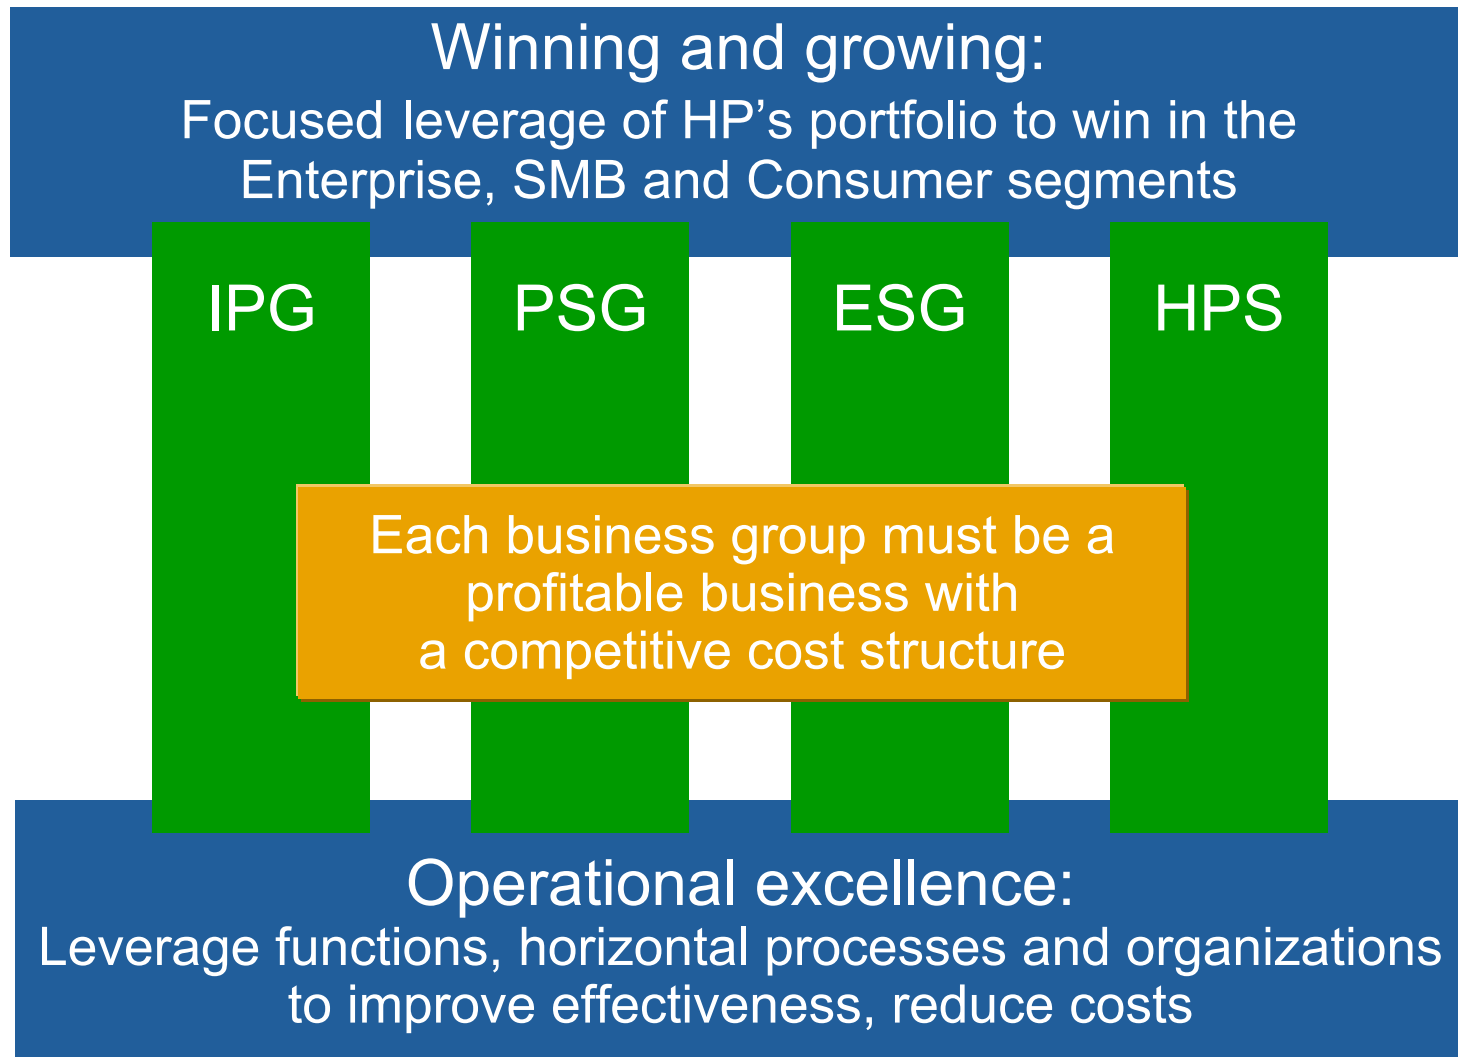 Winning and growing:
Focused leverage of HP’s portfolio to win in the
Enterprise, SMB and Consumer segments
IPG
PSG
ESG
HPS
Each business group must be a
profitable business with
a competitive cost structure
Operational excellence:
Leverage functions, horizontal processes and organizations
to improve effectiveness, reduce costs